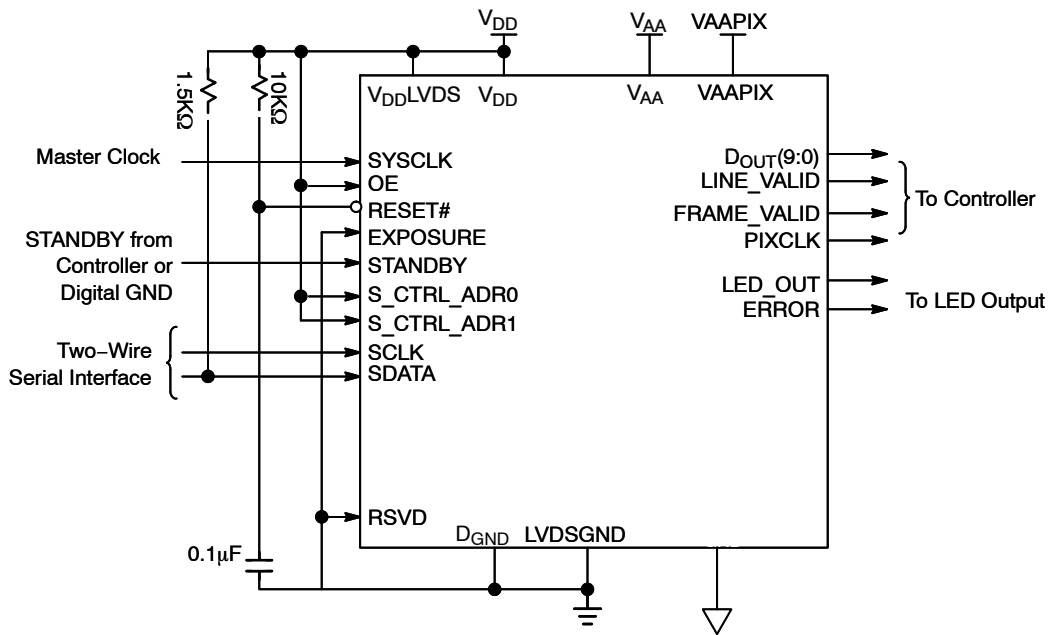 VDD
VAA
VAAPIX
1.5KΩ
10KΩ
VDDLVDS
VDD
VAA
VAAPIX
Master Clock
SYSCLK
OE
RESET#
EXPOSURE
STANDBY from
Controller or
Digital GND
STANDBY
S_CTRL_ADR0
S_CTRL_ADR1
Two−Wire
Serial Interface
SCLK
SDATA
RSVD
DOUT(9:0)
LINE_VALID
FRAME_VALID
PIXCLK
To Controller
LED_OUT
ERROR
To LED Output
0.1μF
DGND
LVDSGND